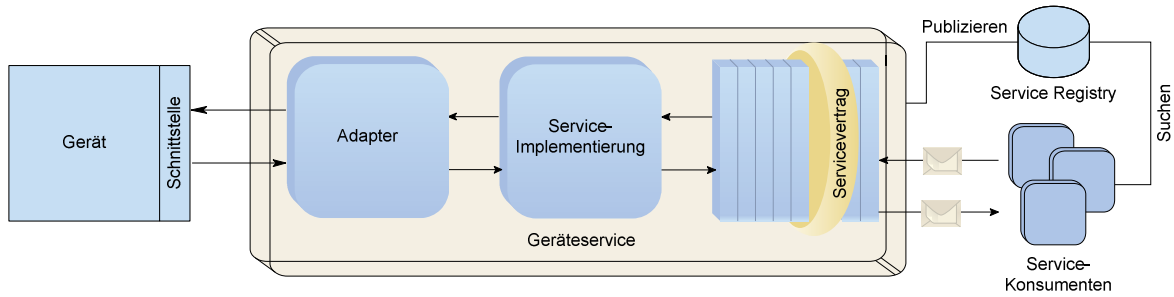 Gerät
Schnittstelle
Adapter
Service-
Implementierung
Servicevertrag
Geräteservice
Publizieren
Service Registry
Suchen
Service-
Konsumenten